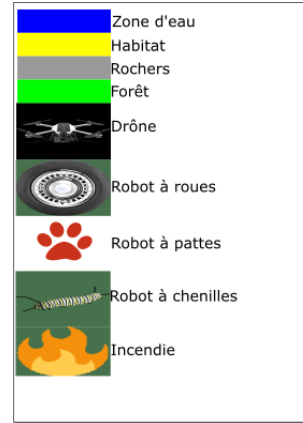 Zone d'eau
Habitat
Rochers
Forêt
Drône
Robot à roues
Robot à pattes
Robot à chenilles
Incendie